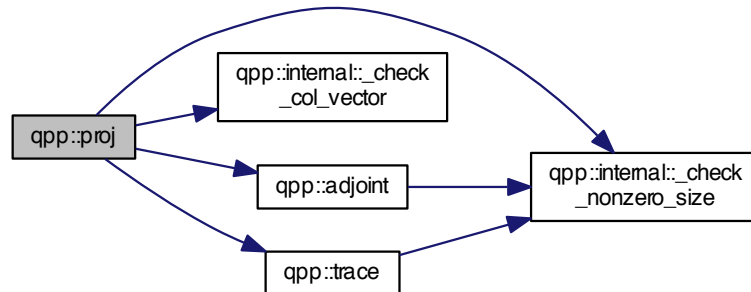 qpp::proj
qpp::internal::_check
_col_vector
qpp::adjoint
qpp::trace
qpp::internal::_check
_nonzero_size